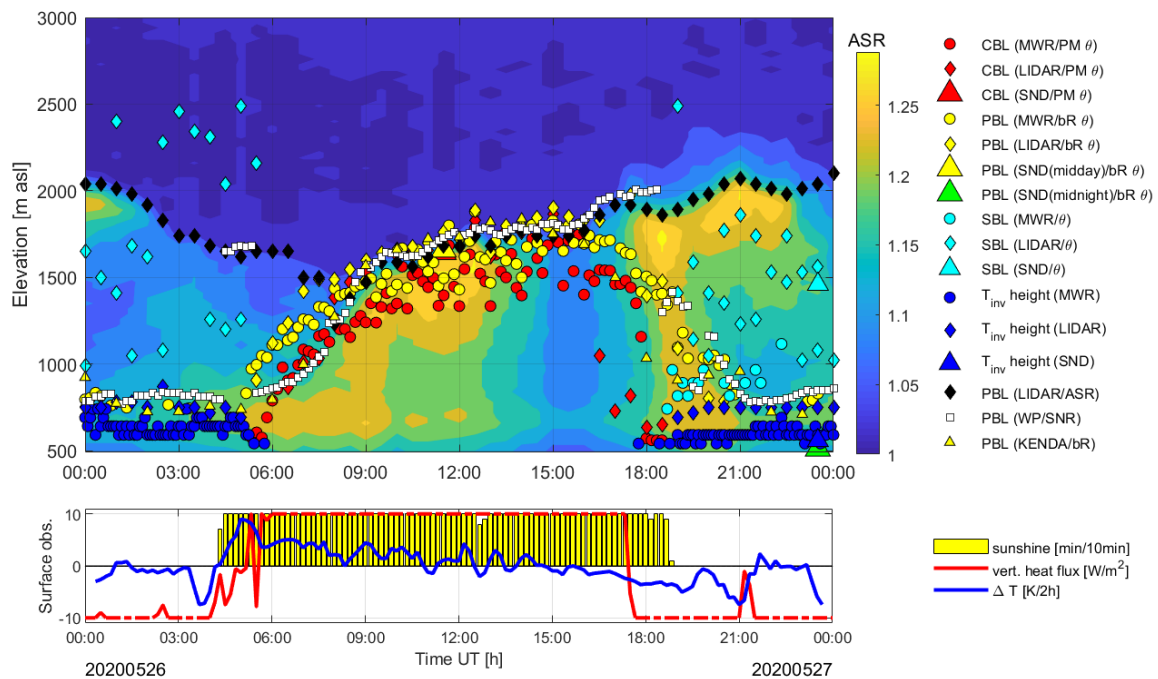 3000
2500
2000
1500
1000
500
Elevation [m asl]
00:00 03:00 06:00 09:00 12:00 15:00 18:00 21:00 00:00
ASR
1.25
1.2
1.15
1.1
1.05
1
CBL (MWR/PM θ)
CBL (LIDAR/PM θ)
CBL (SND/PM θ)
PBL (MWR/bR θ)
PBL (LIDAR/bR θ)
PBL (SND(midday)/bR θ)
PBL (SND(midnight)/bR θ)
SBL (MWR/θ)
SBL (LIDAR/θ)
SBL (SND/θ)
Tinv height (MWR)
Tinv height (LIDAR)
Tinv height (SND)
PBL (LIDAR/ASR)
PBL (WP/SNR)
PBL (KENDA/bR)
10
0
-10
Surface obs.
00:00 03:00 06:00 09:00 12:00 15:00 18:00 21:00 00:00
Time UT [h]
20200526 20200527
sunshine [min/10min]
vert. heat flux [W/m²]
Δ T [K/2h]